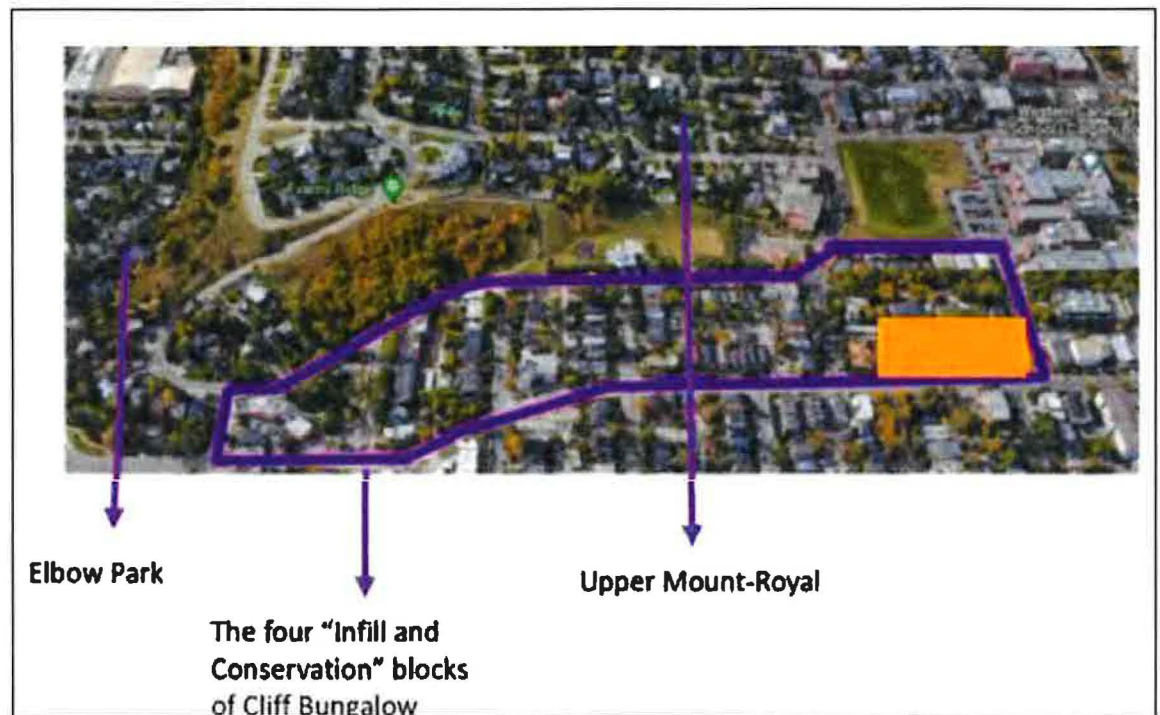 Elbow Park
Upper Mount-Royal
The four "Infill and
Conservation" blocks
of Cliff Bungalow